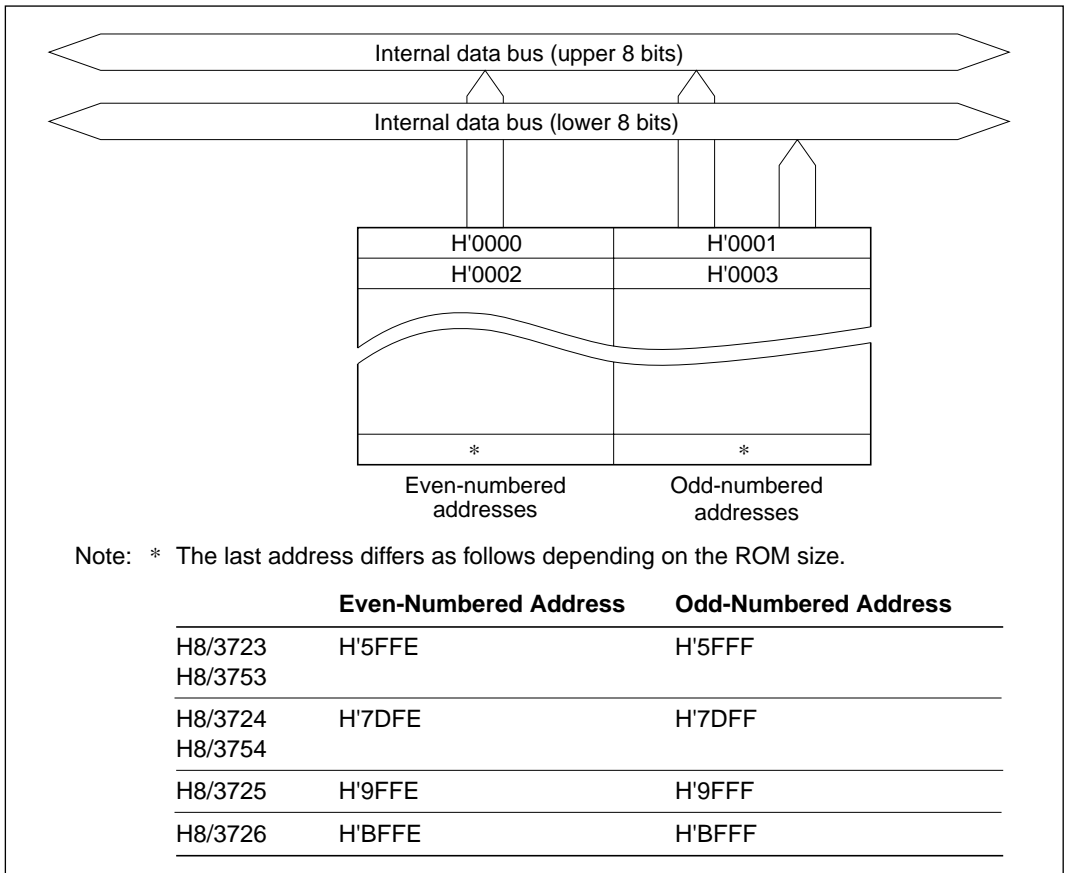 Internal data bus (upper 8 bits)
Internal data bus (lower 8 bits)
H'0000 H'0001
H'0002 H'0003
* *
Even-numbered addresses
Odd-numbered addresses
Note: * The last address differs as follows depending on the ROM size.
Even-Numbered Address Odd-Numbered Address
H8/3723 H'5FFE H'5FFF
H8/3753
H8/3724 H'7DFE H'7DFF
H8/3754
H8/3725 H'9FFE H'9FFF
H8/3726 H'BFFE H'BFFF